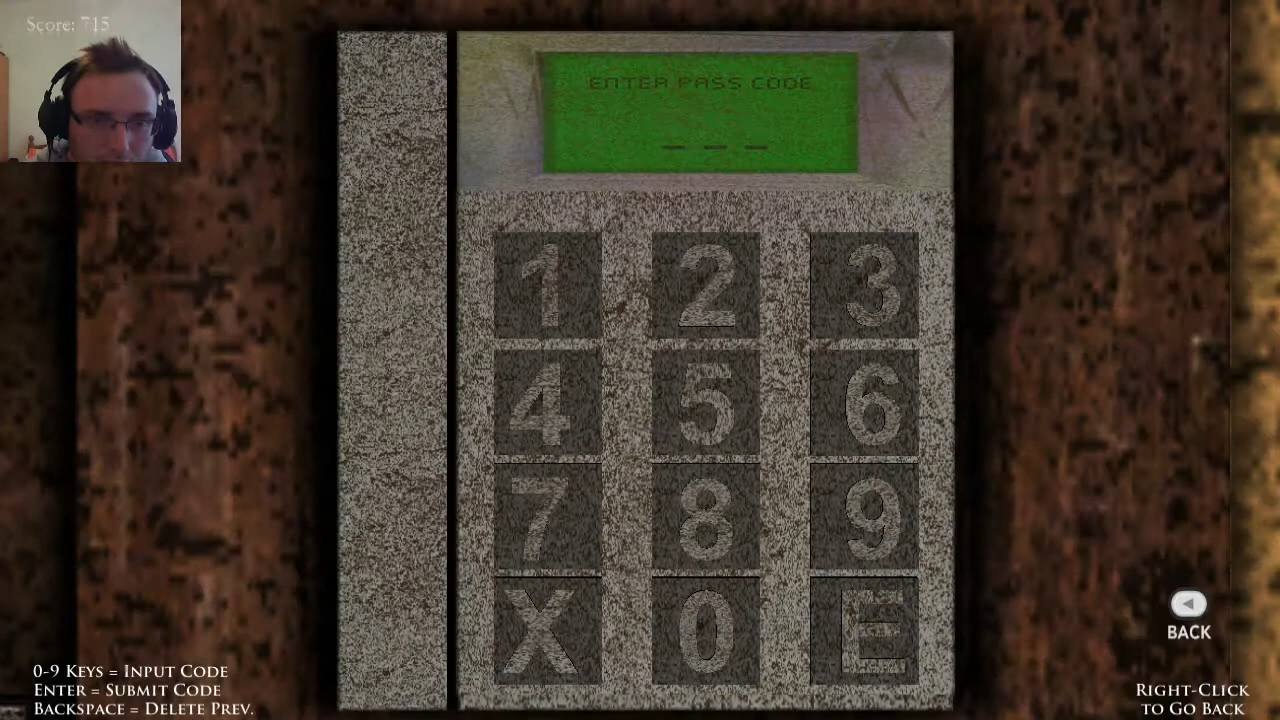 Score: 715
ENTER PASS CODE
_ _ _
1 2 3
4 5 6
7 8 9
X 0 E
BACK
0-9 Keys = Input Code
Enter = Submit Code
Backspace = Delete Prev.
Right-Click
to Go Back